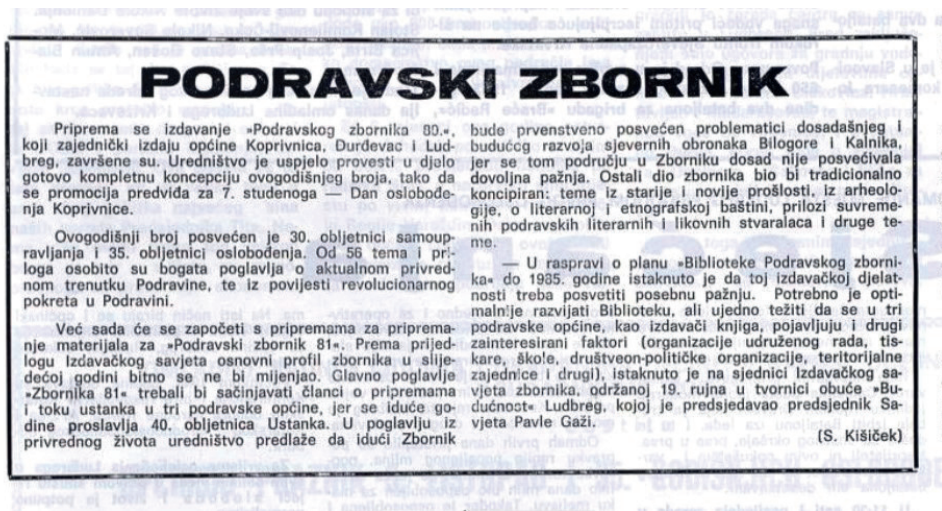 PODRAVSKI ZBORNIK
Priprema se izdavanje »Podravskog zbornika 80.«,
koji zajednički izdaju općine Koprivnica, Đurđevac i Lud-
breg, završene su. Uredništvo je uspjelo provesti u djelo
gotovo kompletnu koncepciju ovogodišnjeg broja, tako da
se promocija predviđa za 7. studenoga — Dan oslobođe-
nja Koprivnice.
Ovogodišnji broj posvećen je 30. obljetnici samoup-
ravljanja i 35. obljetnici oslobođenja. Od 56 tema i pri-
loga osobito su bogata poglavlja o aktualnom privred-
nom trenutku Podravine, te iz povijesti revolucionarnog
pokreta u Podravini.
Već sada će se započeti s pripremama za priprema-
nje materijala za »Podravski zbornik 81«. Prema prijed-
logu Izdavačkog savjeta osnovni profil zbornika u slije-
dećoj godini bitno se ne bi mijenjao. Glavno poglavlje
»Zbornika 81« trebali bi sačinjavati članci o pripremama
i toku ustanka u tri podravske općine, jer se iduće go-
dine proslavlja 40. obljetnica Ustanka. U poglavlju iz
privrednog života uredništvo predlaže da idući Zbornik
bude prvenstveno posvećen problematici dosadašnjeg i
budućeg razvoja sjevernih obronaka Bilogore i Kalnika,
jer se tom području u Zborniku dosad nije posvećivala
dovoljna pažnja. Ostali dio zbornika bio bi tradicionalno
koncipiran: teme iz starije i novije prošlosti, iz arheolo-
gije, o literarnoj i etnografskoj baštini, prilozi suvreme-
nih podravskih literarnih i likovnih stvaralaca i druge te-
me.
— U raspravi o planu »Biblioteke Podravskog zborni-
ka« do 1985. godine istaknuto je da toj izdavačkoj djelat-
nosti treba posvetiti posebnu pažnju. Potrebno je opti-
malnije razvijati Biblioteku, ali ujedno težiti da se u tri
podravske općine, kao izdavači knjiga, pojavljuju i drugi
zainteresirani faktori (organizacije udruženog rada, tis-
kare, škole, društveon-političke organizacije, teritorijalne
zajednice i drugi), istaknuto je na sjednici Izdavačkog sa-
vjeta zbornika, održanoj 19. rujna u tvornici obuće »Bu-
dućnost« Ludbreg, kojoj je predsjedavao predsjednik Sa-
vjeta Pavle Gaži.
(S. Kišiček)